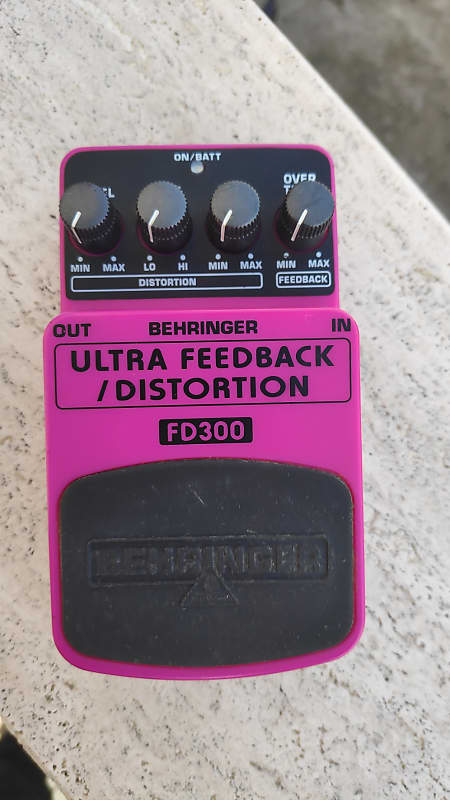 ON/BATT
OVER
MIN MAX LO HI MIN MAX MIN MAX
DISTORTION FEEDBACK
OUT BEHRINGER IN
ULTRA FEEDBACK
/DISTORTION
FD300
BEHRINGER